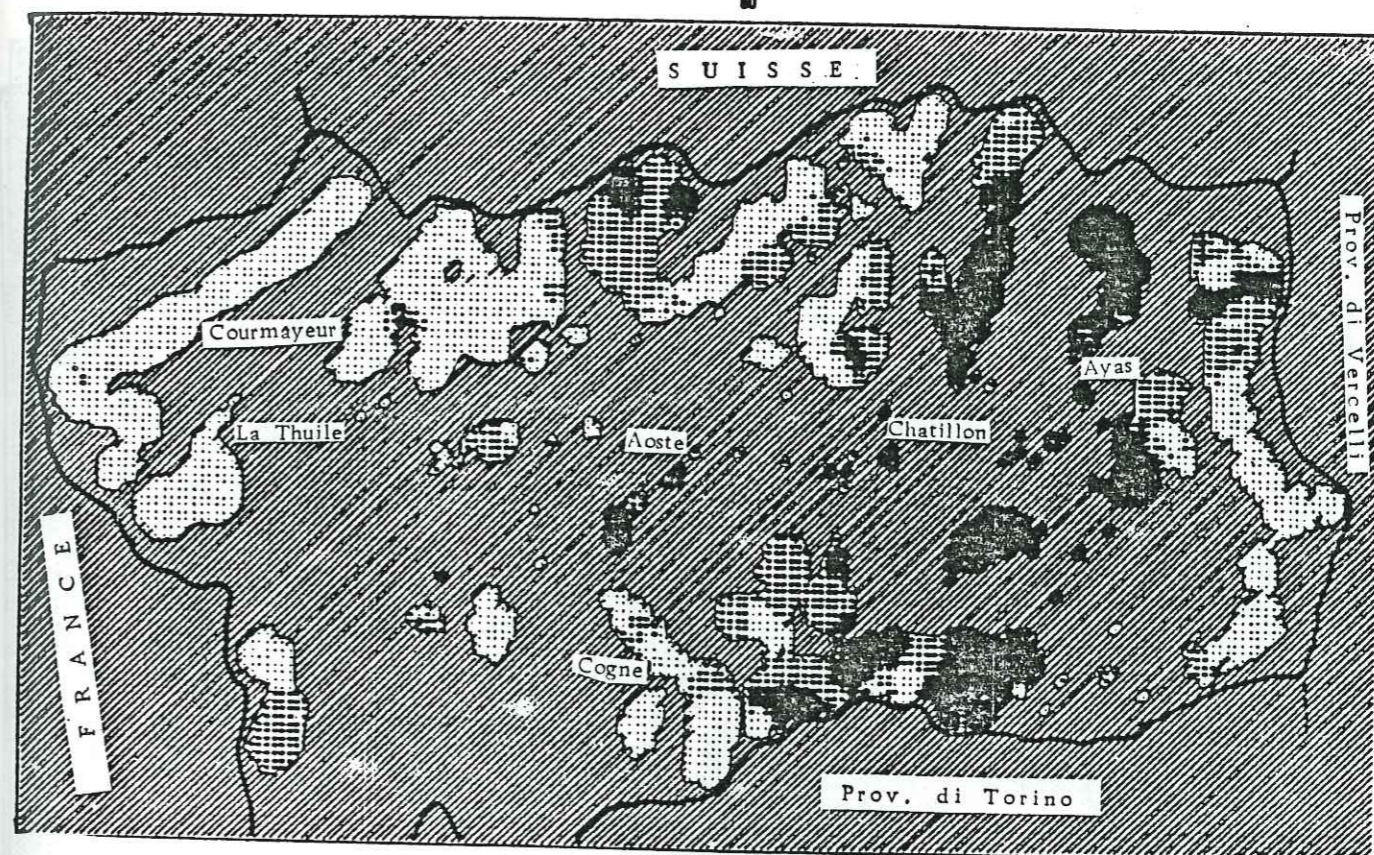 SUISSE
Prov. di Vercelli
Courmayeur
Ayas
La Thuile
Aoste
Chatillon
FRANCE
Cogne
Prov. di Torino